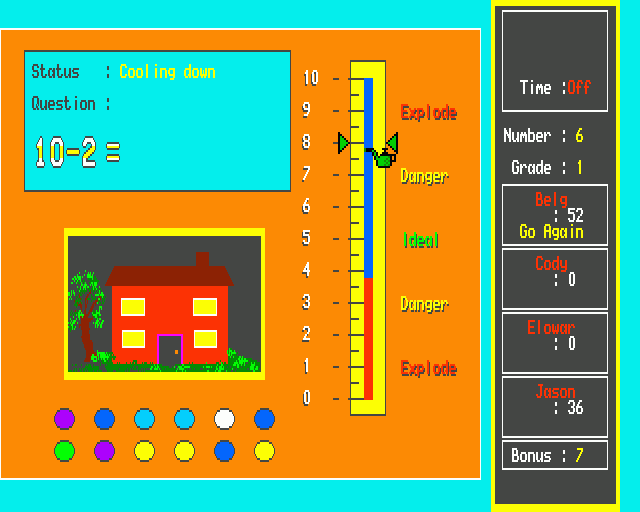 Status : Cooling down
Question :
10-2 =
10
9
8
7
6
5
4
3
2
1
0
Explode
Danger
Ideal
Danger
Explode
Time :Off
Number : 6
Grade : 1
Belg
: 52
Go Again
Cody
: 0
Elowar
: 0
Jason
: 36
Bonus : 7